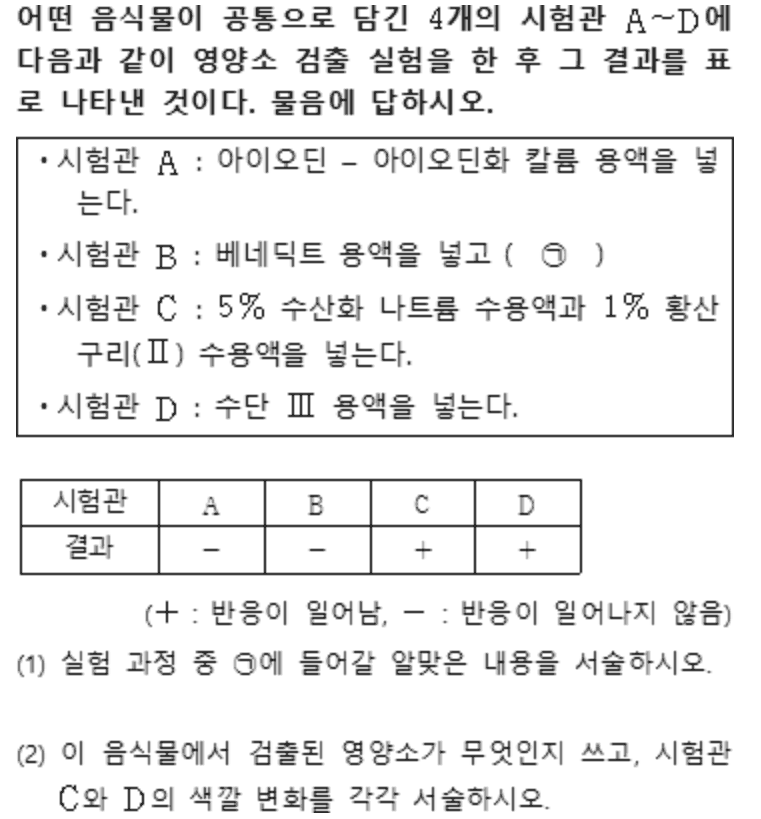 어떤 음식물이 공통으로 담긴 4개의 시험관 A~D에
다음과 같이 영양소 검출 실험을 한 후 그 결과를 표
로 나타낸 것이다. 물음에 답하시오.
・시험관 A : 아이오딘 – 아이오딘화 칼륨 용액을 넣
는다.
・시험관 B : 베네딕트 용액을 넣고 ( ㉠ )
・시험관 C : 5% 수산화 나트륨 수용액과 1% 황산
구리(Ⅱ) 수용액을 넣는다.
・시험관 D : 수단 Ⅲ 용액을 넣는다.
시험관 A B C D
결과 － － ＋ ＋
(＋ : 반응이 일어남, － : 반응이 일어나지 않음)
(1) 실험 과정 중 ㉠에 들어갈 알맞은 내용을 서술하시오.
(2) 이 음식물에서 검출된 영양소가 무엇인지 쓰고, 시험관
C와 D의 색깔 변화를 각각 서술하시오.